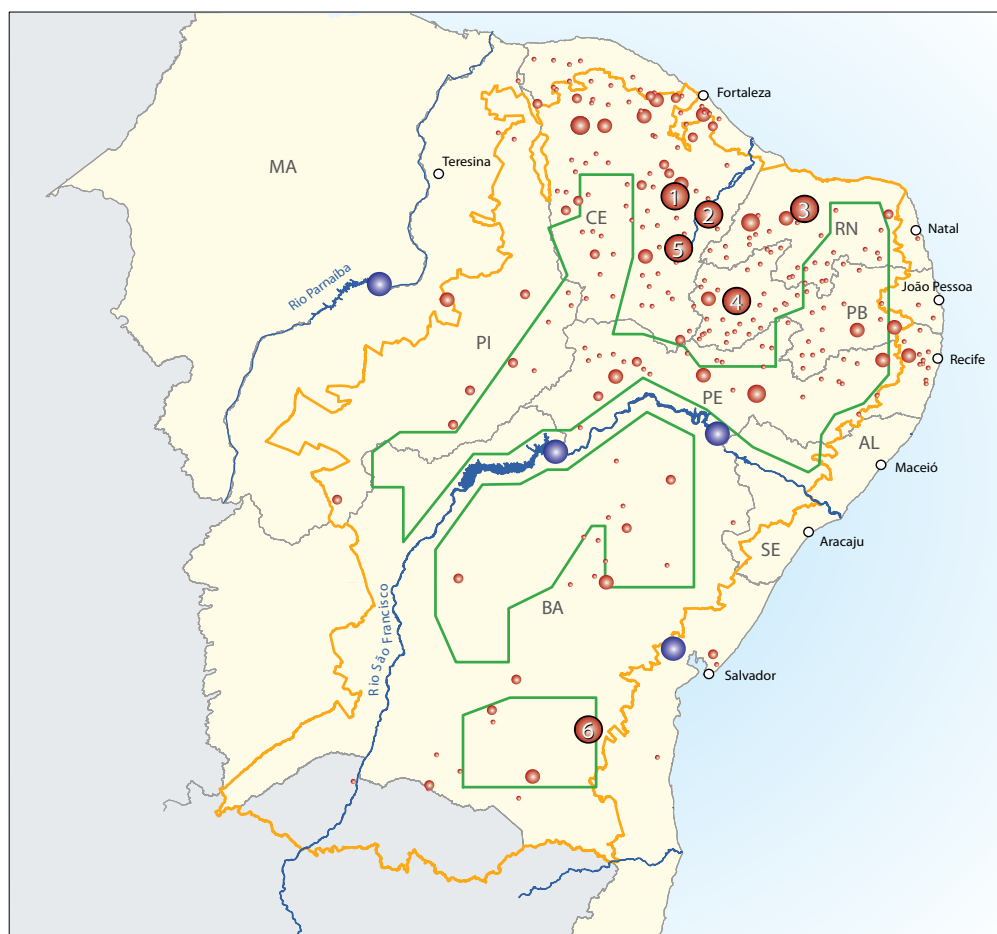 Fortaleza
MA
Teresina
1
2
3
CE
RN
Natal
5
Rio Parnaíba
João Pessoa
4
PB
PI
Recife
PE
AL
Maceió
SE
Aracaju
BA
Rio São Francisco
Salvador
6